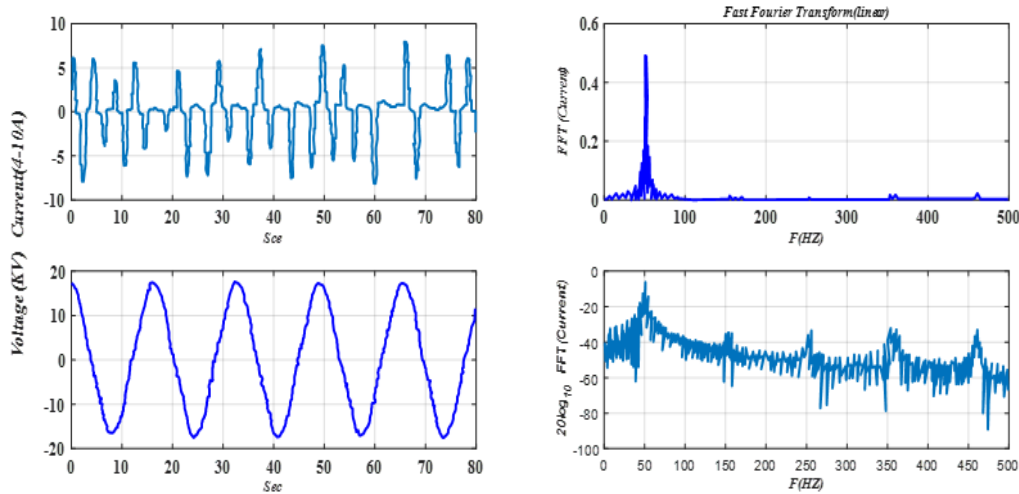 Current(4-10A)
10
5
0
-5
-10
0 10 20 30 40 50 60 70 80
Sce
Fast Fourier Transform(linear)
FFT (Current)
0.6
0.4
0.2
0
0 100 200 300 400 500
F(HZ)
Voltage (KV)
20
10
0
-10
-20
0 10 20 30 40 50 60 70 80
Sec
20log10 FFT (Current)
0
-20
-40
-60
-80
-100
0 50 100 150 200 250 300 350 400 450 500
F(HZ)